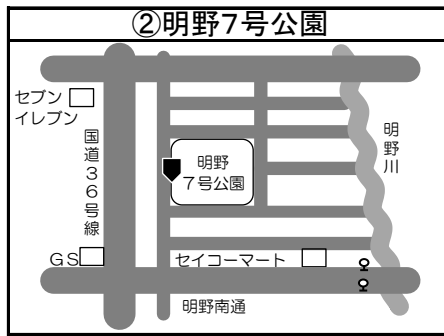 ②明野7号公園
セブン
イレブン
国道36号線
明野
7号公園
明野川
GS
セイコーマート
明野南通